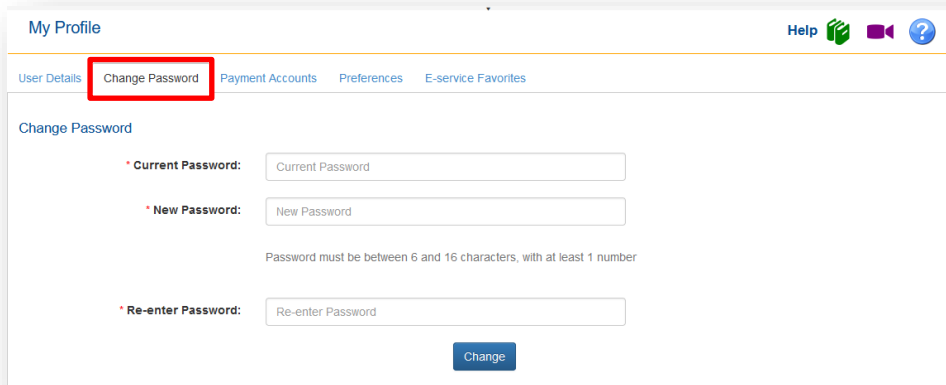 My Profile
Help
?
User Details Change Password Payment Accounts Preferences E-service Favorites
Change Password
* Current Password: Current Password
* New Password: New Password
Password must be between 6 and 16 characters, with at least 1 number
* Re-enter Password: Re-enter Password
Change